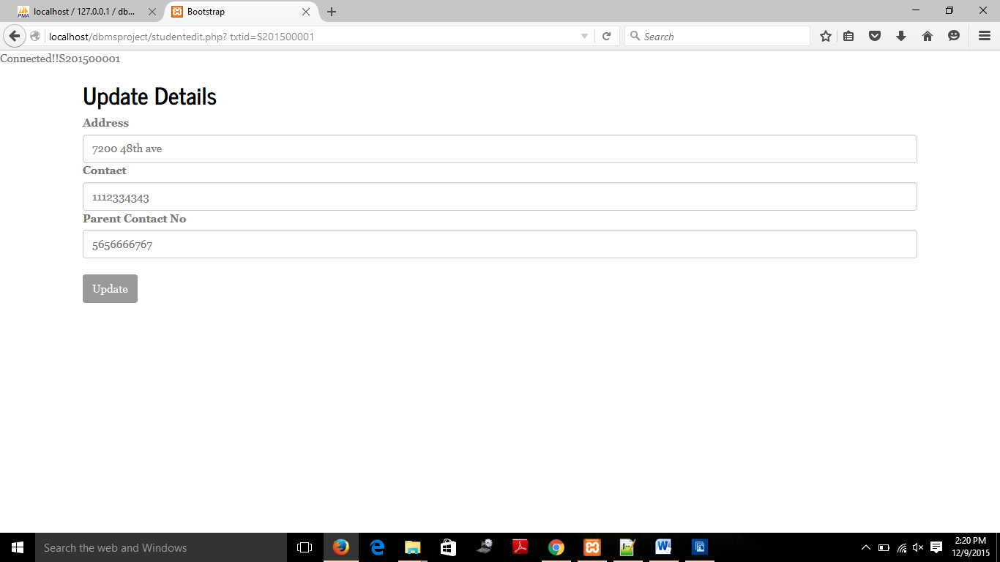 localhost / 127.0.0.1 / db...
Bootstrap
localhost/dbmsproject/studentedit.php? txtid=S201500001
Search
Connected!!S201500001
Update Details
Address
7200 48th ave
Contact
1112334343
Parent Contact No
5656666767
Update
Search the web and Windows
2:20 PM
12/9/2015